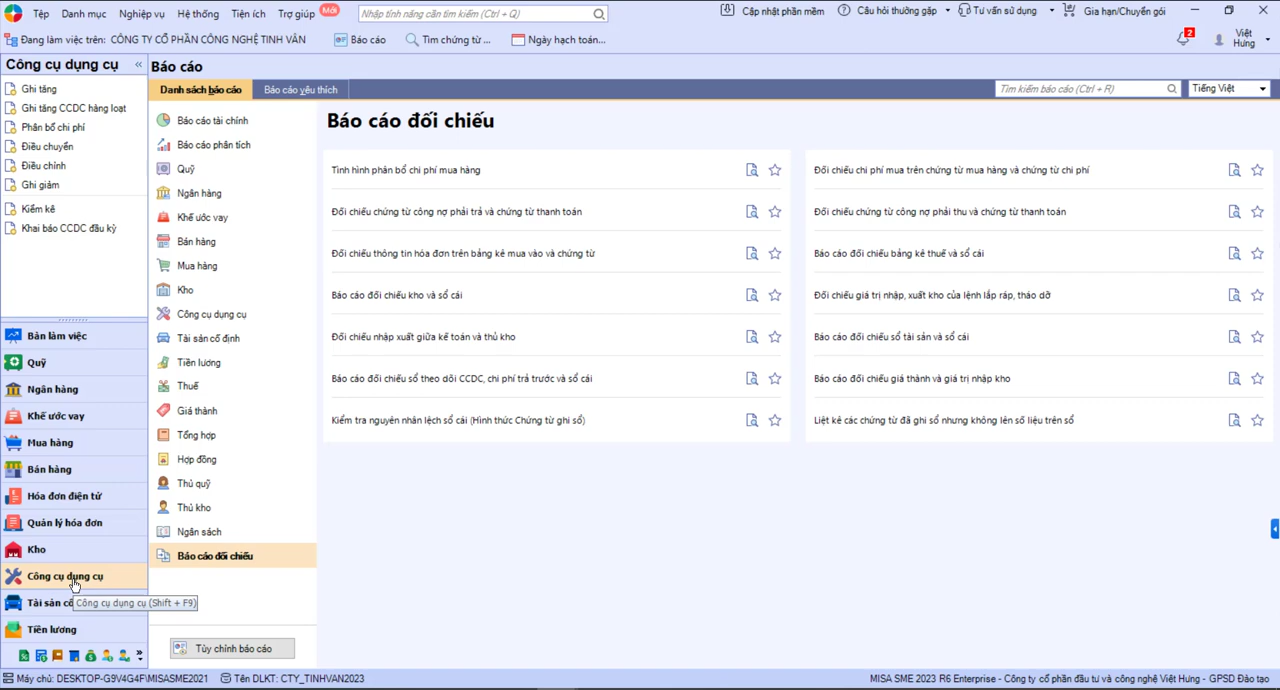 Tệp Danh mục Nghiệp vụ Hệ thống Tiện ích Trợ giúp Mới Nhập tính năng cần tìm kiếm (Ctrl + Q) Cập nhật phần mềm Câu hỏi thường gặp Tư vấn sử dụng Gia hạn/Chuyển gói
Đang làm việc trên: CÔNG TY CỔ PHẦN CÔNG NGHỆ TINH VÂN Báo cáo Tìm chứng từ ... Ngày hạch toán... 2 Việt Hưng
Công cụ dụng cụ «
Ghi tăng
Ghi tăng CCDC hàng loạt
Phân bổ chi phí
Điều chuyển
Điều chỉnh
Ghi giảm
Kiểm kê
Khai báo CCDC đầu kỳ
Bàn làm việc
Quỹ
Ngân hàng
Khế ước vay
Mua hàng
Bán hàng
Hóa đơn điện tử
Quản lý hóa đơn
Kho
Công cụ dụng cụ
Tài sản cố
Công cụ dụng cụ (Shift + F9)
Tiền lương
Báo cáo
Danh sách báo cáo Báo cáo yêu thích Tìm kiếm báo cáo (Ctrl + R) Tiếng Việt
Báo cáo tài chính
Báo cáo phân tích
Quỹ
Ngân hàng
Khế ước vay
Bán hàng
Mua hàng
Kho
Công cụ dụng cụ
Tài sản cố định
Tiền lương
Thuế
Giá thành
Tổng hợp
Hợp đồng
Thủ quỹ
Thủ kho
Ngân sách
Báo cáo đối chiếu
Tùy chỉnh báo cáo
Báo cáo đối chiếu
Tình hình phân bổ chi phí mua hàng
Đối chiếu chi phí mua trên chứng từ mua hàng và chứng từ chi phí
Đối chiếu chứng từ công nợ phải trả và chứng từ thanh toán
Đối chiếu chứng từ công nợ phải thu và chứng từ thanh toán
Đối chiếu thông tin hóa đơn trên bảng kê mua vào và chứng từ
Báo cáo đối chiếu bảng kê thuế và sổ cái
Báo cáo đối chiếu kho và sổ cái
Đối chiếu giá trị nhập, xuất kho của lệnh lắp ráp, tháo dỡ
Đối chiếu nhập xuất giữa kế toán và thủ kho
Báo cáo đối chiếu sổ tài sản và sổ cái
Báo cáo đối chiếu sổ theo dõi CCDC, chi phí trả trước và sổ cái
Báo cáo đối chiếu giá thành và giá trị nhập kho
Kiểm tra nguyên nhân lệch sổ cái (Hình thức Chứng từ ghi sổ)
Liệt kê các chứng từ đã ghi sổ nhưng không lên số liệu trên sổ
Máy chủ: DESKTOP-G9V4G4F\MISASME2021 Tên DLKT: CTY_TINHVAN2023 MISA SME 2023 R6 Enterprise - Công ty cổ phần đầu tư và công nghệ Việt Hưng - GPSD Đào tạo